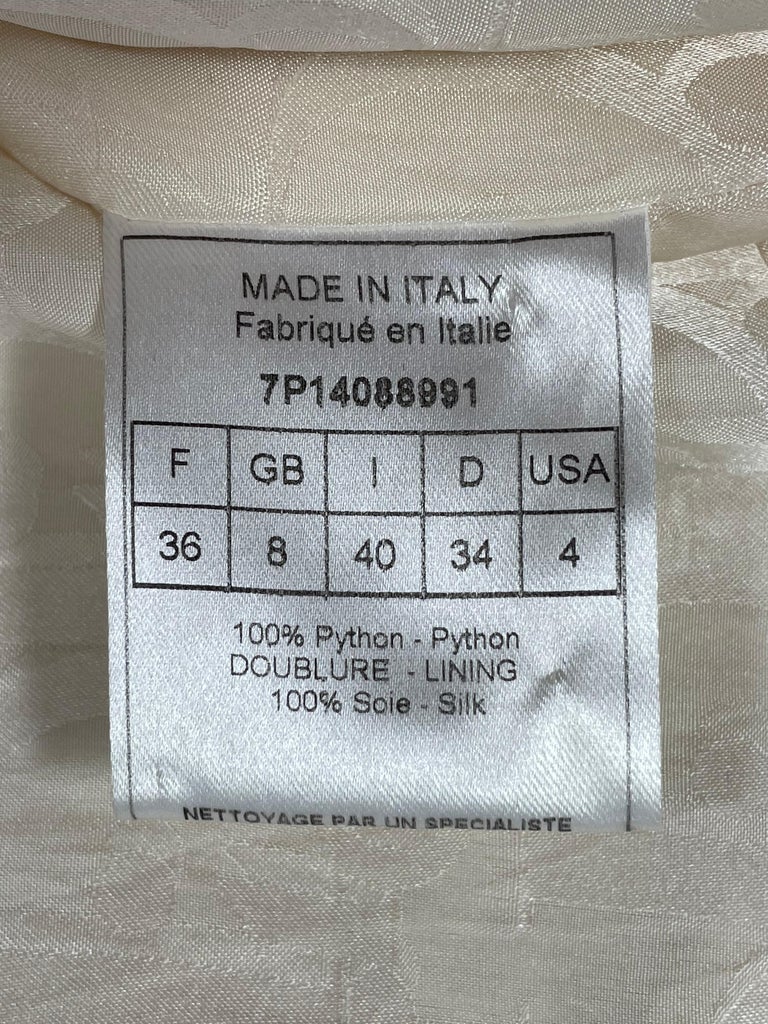 MADE IN ITALY
Fabriqué en Italie
7P14088991
F GB I D USA
36 8 40 34 4
100% Python - Python
DOUBLURE - LINING
100% Soie - Silk
NETTOYAGE PAR UN SPECIALISTE